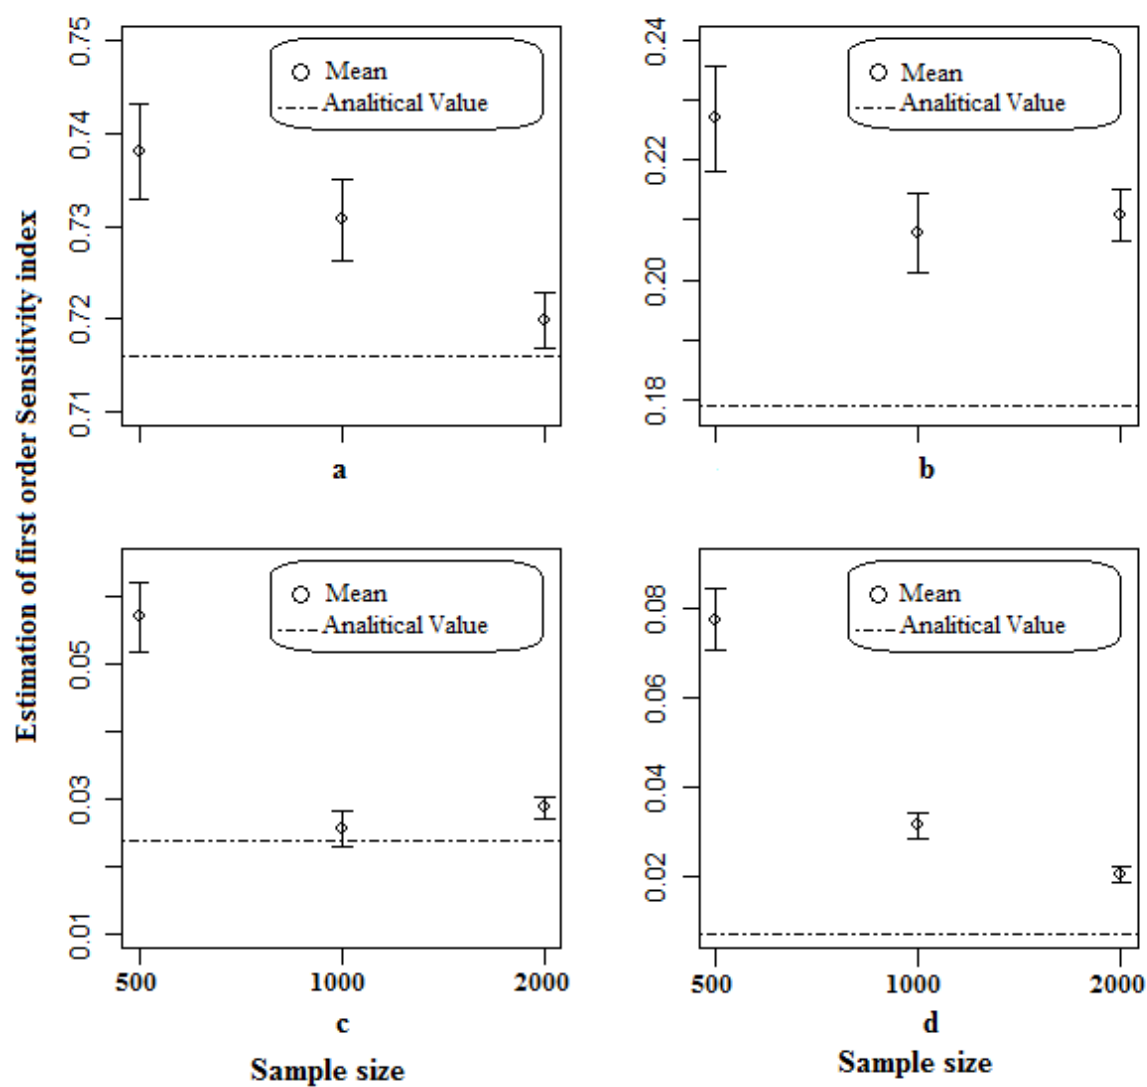 Estimation of first order Sensitivity index
0.75
0.74
0.73
0.72
0.71
Mean
Analitical Value
a
0.24
0.22
0.20
0.18
Mean
Analitical Value
b
0.05
0.03
0.01
Mean
Analitical Value
500 1000 2000
c
Sample size
0.08
0.06
0.04
0.02
Mean
Analitical Value
500 1000 2000
d
Sample size